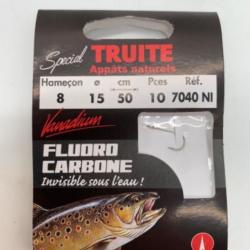 Special TRUITE
Appâts naturels
Hameçon ø cm Pces Réf.
8 15 50 10 7040 NI
Vanadium
FLUORO
CARBONE
Invisible sous l'eau !